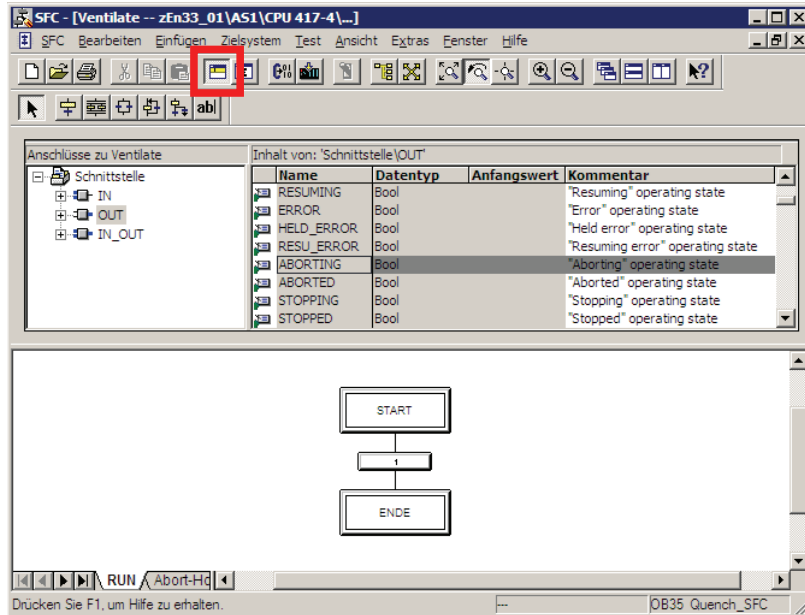 SFC - [Ventilate -- zEn33_01\AS1\CPU 417-4\...]
SFC Bearbeiten Einfügen Zielsystem Test Ansicht Extras Fenster Hilfe
ab
Anschlüsse zu Ventilate
Inhalt von: 'Schnittstelle\OUT'
Schnittstelle
IN
OUT
IN_OUT
Name Datentyp Anfangswert Kommentar
RESUMING Bool "Resuming" operating state
ERROR Bool "Error" operating state
HELD_ERROR Bool "Held error" operating state
RESU_ERROR Bool "Resuming error" operating state
ABORTING Bool "Aborting" operating state
ABORTED Bool "Aborted" operating state
STOPPING Bool "Stopping" operating state
STOPPED Bool "Stopped" operating state
START
1
ENDE
RUN Abort-Ho
Drücken Sie F1, um Hilfe zu erhalten. --- OB35 Quench_SFC